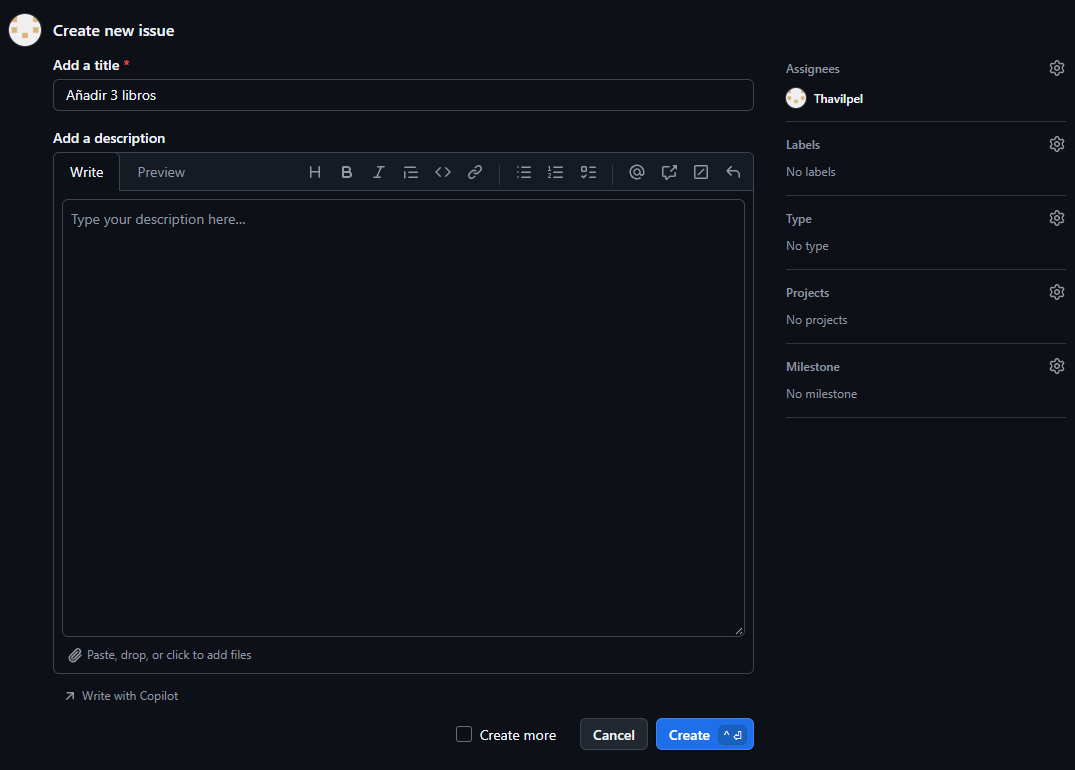 Create new issue
Add a title *
Añadir 3 libros
Add a description
Write Preview
Type your description here...
Paste, drop, or click to add files
Write with Copilot
Create more Cancel Create
Assignees
Thavilpel
Labels
No labels
Type
No type
Projects
No projects
Milestone
No milestone